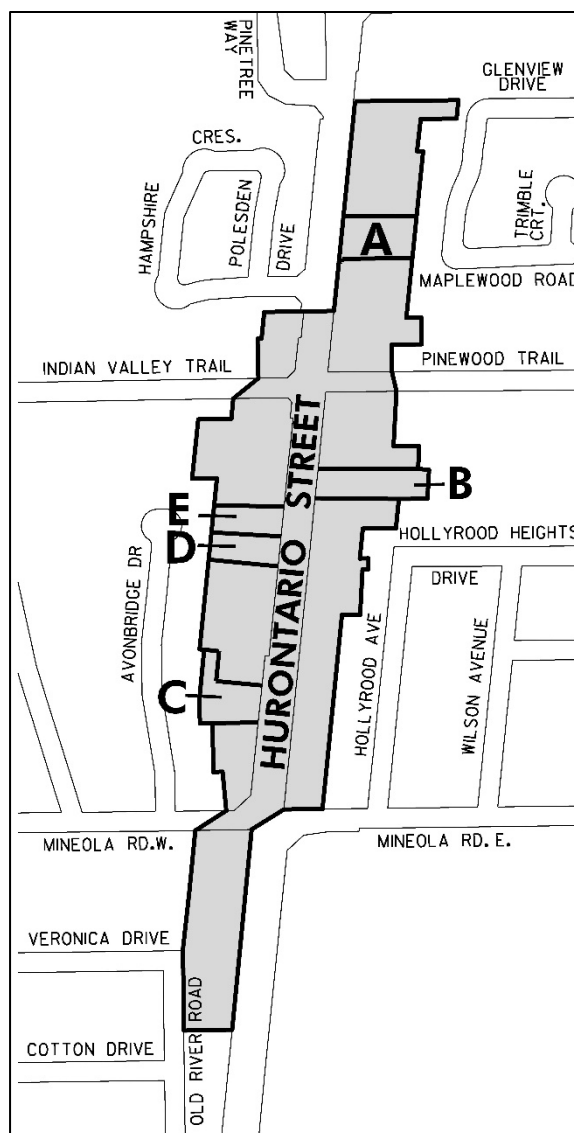 PINETREE
WAY
GLENVIEW
DRIVE
CRES.
HAMPSHIRE
POLESDEN
DRIVE
TRIMBLE
CRT.
A
MAPLEWOOD ROAD
INDIAN VALLEY TRAIL
PINEWOOD TRAIL
HURONTARIO STREET
B
E
D
HOLLYROOD HEIGHTS
DRIVE
AVONBRIDGE DR
HOLLYROOD AVE
WILSON AVENUE
C
MINEOLA RD.W.
MINEOLA RD.E.
VERONICA DRIVE
OLD RIVER ROAD
COTTON DRIVE